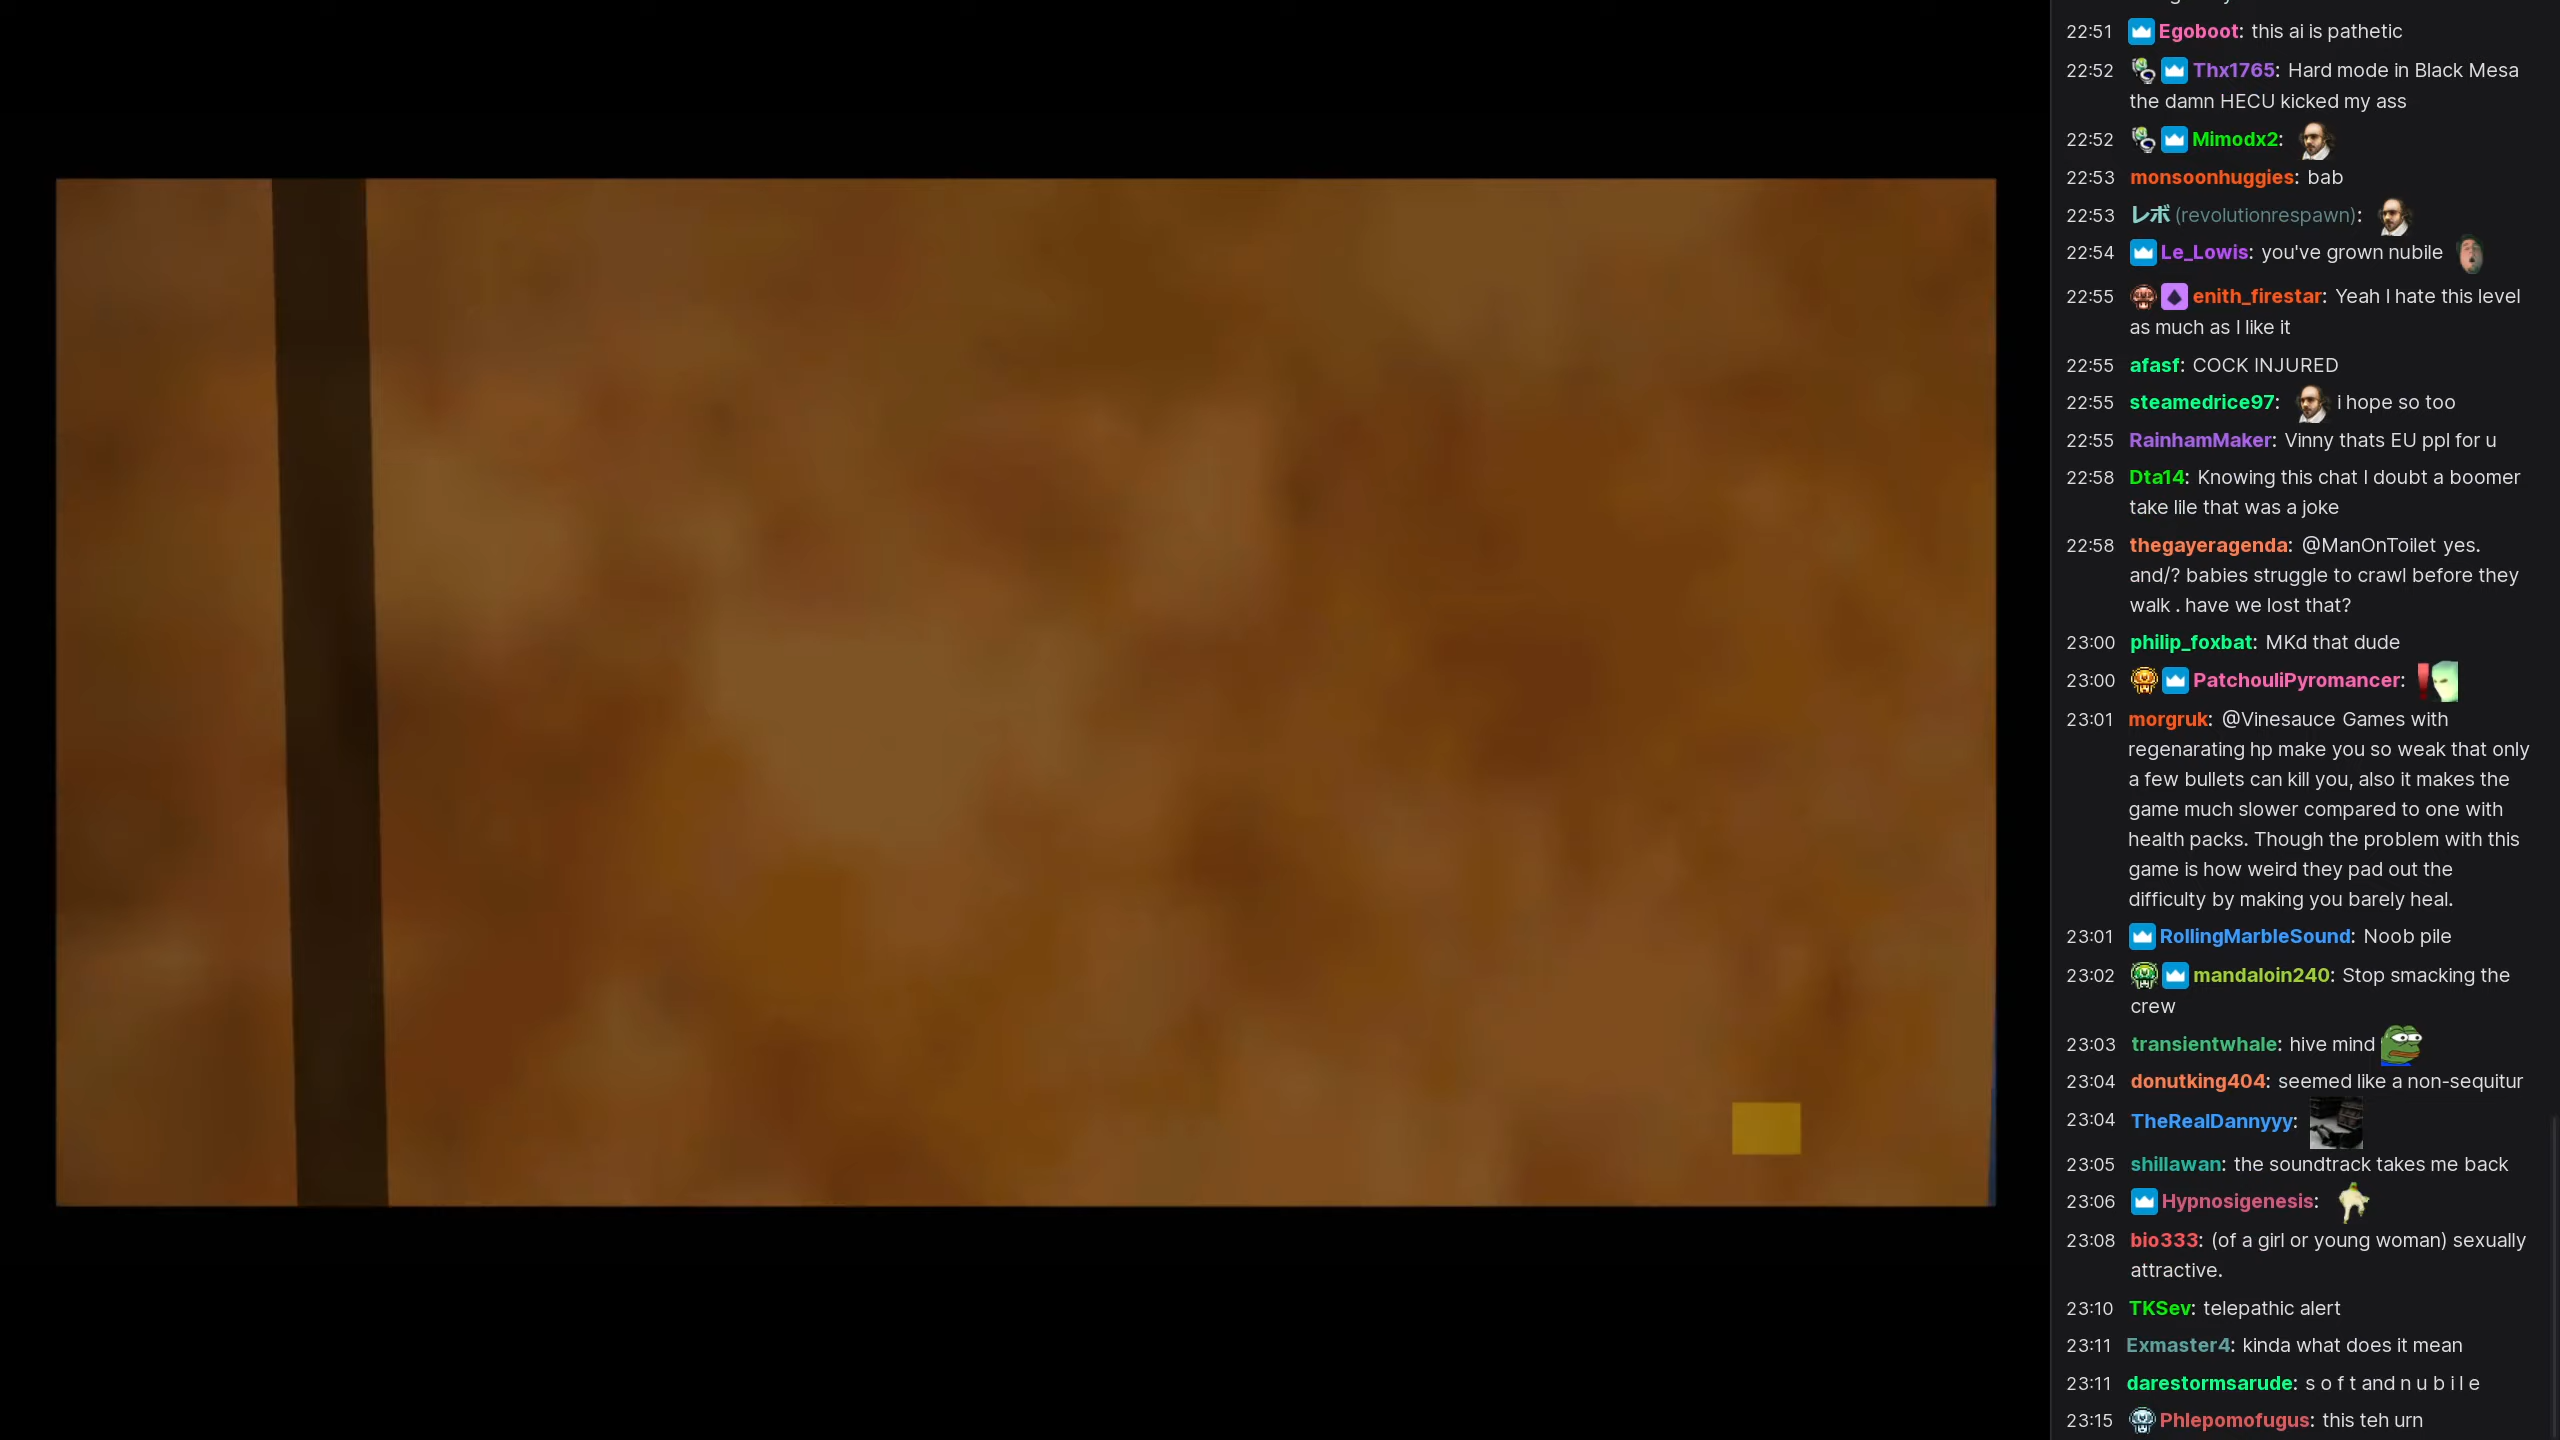 22:51 Egoboot: this ai is pathetic
22:52 Thx1765: Hard mode in Black Mesa
the damn HECU kicked my ass
22:52 Mimodx2:
22:53 monsoonhuggies: bab
22:53 レボ (revolutionrespawn):
22:54 Le_Lowis: you've grown nubile
22:55 enith_firestar: Yeah I hate this level
as much as I like it
22:55 afasf: COCK INJURED
22:55 steamedrice97: i hope so too
22:55 RainhamMaker: Vinny thats EU ppl for u
22:58 Dta14: Knowing this chat I doubt a boomer
take lile that was a joke
22:58 thegayeragenda: @ManOnToilet yes.
and/? babies struggle to crawl before they
walk . have we lost that?
23:00 philip_foxbat: MKd that dude
23:00 PatchouliPyromancer:
23:01 morgruk: @Vinesauce Games with
regenarating hp make you so weak that only
a few bullets can kill you, also it makes the
game much slower compared to one with
health packs. Though the problem with this
game is how weird they pad out the
difficulty by making you barely heal.
23:01 RollingMarbleSound: Noob pile
23:02 mandaloin240: Stop smacking the
crew
23:03 transientwhale: hive mind
23:04 donutking404: seemed like a non-sequitur
23:04 TheRealDannyyy:
23:05 shillawan: the soundtrack takes me back
23:06 Hypnosigenesis:
23:08 bio333: (of a girl or young woman) sexually
attractive.
23:10 TKSev: telepathic alert
23:11 Exmaster4: kinda what does it mean
23:11 darestormsarude: s o f t and n u b i l e
23:15 Phlepomofugus: this teh urn